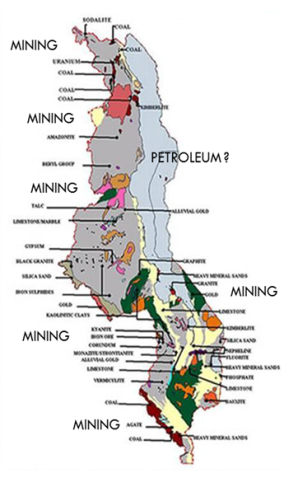 SODALITE
COAL
MINING
COAL
URANIUM
COAL
COAL
COAL
KIMBERLITE
MINING
AMAZONITE
PETROLEUM?
BERYL GROUP
MINING
TALC
ALLUVIAL GOLD
LIMESTONE/MARBLE
GYPSUM
GRAPHITE
BLACK GRANITE
HEAVY MINERAL SANDS
SILICA SAND
GRANITE
MINING
IRON SULPHIDES
GOLD
GOLD
LIMESTONE
KAOLINITIC CLAYS
KIMBERLITE
MINING
KYANITE
SILICA SAND
IRON ORE
CORUNDUM
NEPHELINE
MONAZITE/STRONTIANITE
FLUORITE
ALLUVIAL GOLD
HEAVY MINERAL SANDS
LIMESTONE
PHOSPHATE
VERMICULITE
LIMESTONE
BAUXITE
COAL
MINING
AGATE
COAL
HEAVY MINERAL SANDS